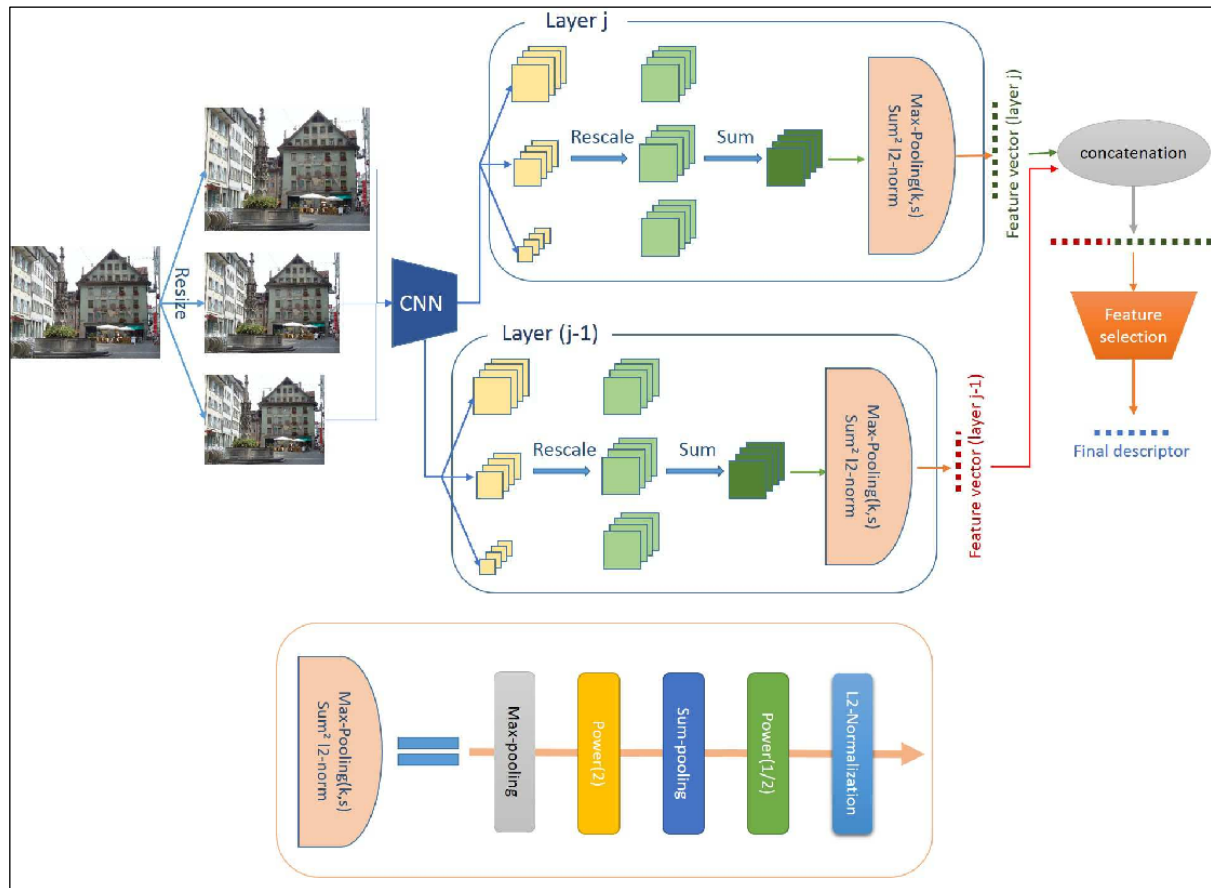 Layer j
Rescale
Sum
Max-Pooling(k,s)
Sum² l2-norm
Feature vector (layer j)
concatenation
Resize
CNN
Feature
selection
Final descriptor
Layer (j-1)
Rescale
Sum
Max-Pooling(k,s)
Sum² l2-norm
Feature vector (layer j-1)
Max-Pooling(k,s)
Sum² l2-norm
Max-pooling
Power(2)
Sum-pooling
Power(1/2)
L2-Normalization